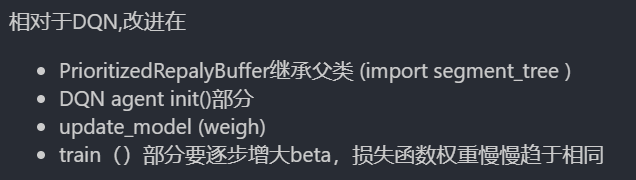 相对于DQN,改进在
• PrioritizedRepalyBuffer继承父类 (import segment_tree )
• DQN agent init()部分
• update_model (weigh)
• train（）部分要逐步增大beta，损失函数权重慢慢趋于相同